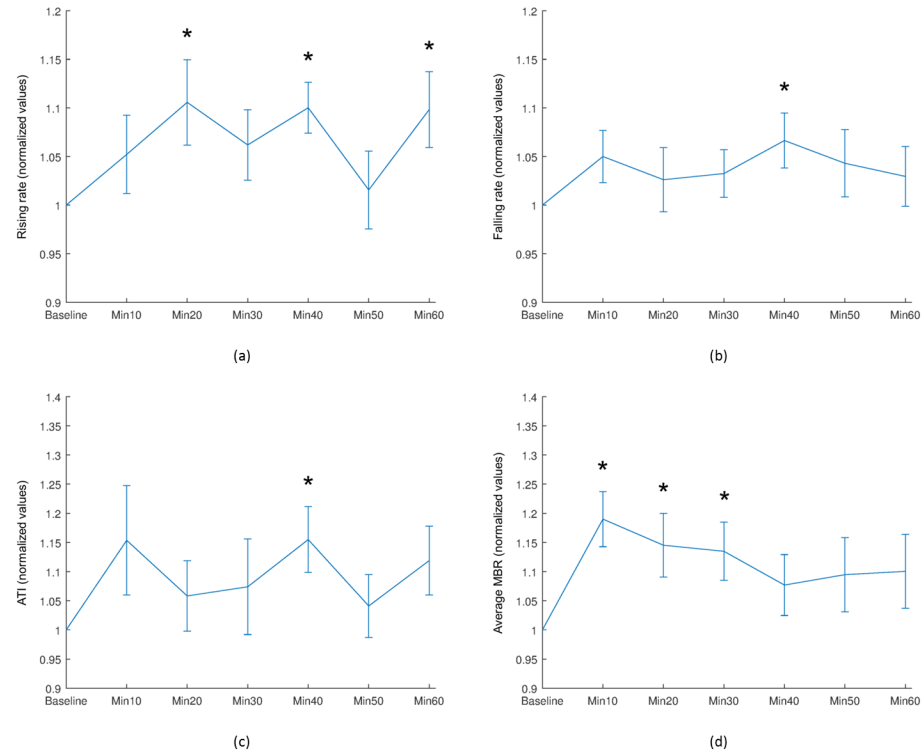 Rising rate (normalized values)
1.2
1.15
1.1
1.05
1
0.95
0.9
* * *
Baseline Min10 Min20 Min30 Min40 Min50 Min60
(a)
Falling rate (normalized values)
1.2
1.15
1.1
1.05
1
0.95
0.9
*
Baseline Min10 Min20 Min30 Min40 Min50 Min60
(b)
ATI (normalized values)
1.4
1.35
1.3
1.25
1.2
1.15
1.1
1.05
1
0.95
0.9
*
Baseline Min10 Min20 Min30 Min40 Min50 Min60
(c)
Average MBR (normalized values)
1.4
1.35
1.3
1.25
1.2
1.15
1.1
1.05
1
0.95
0.9
* * *
Baseline Min10 Min20 Min30 Min40 Min50 Min60
(d)